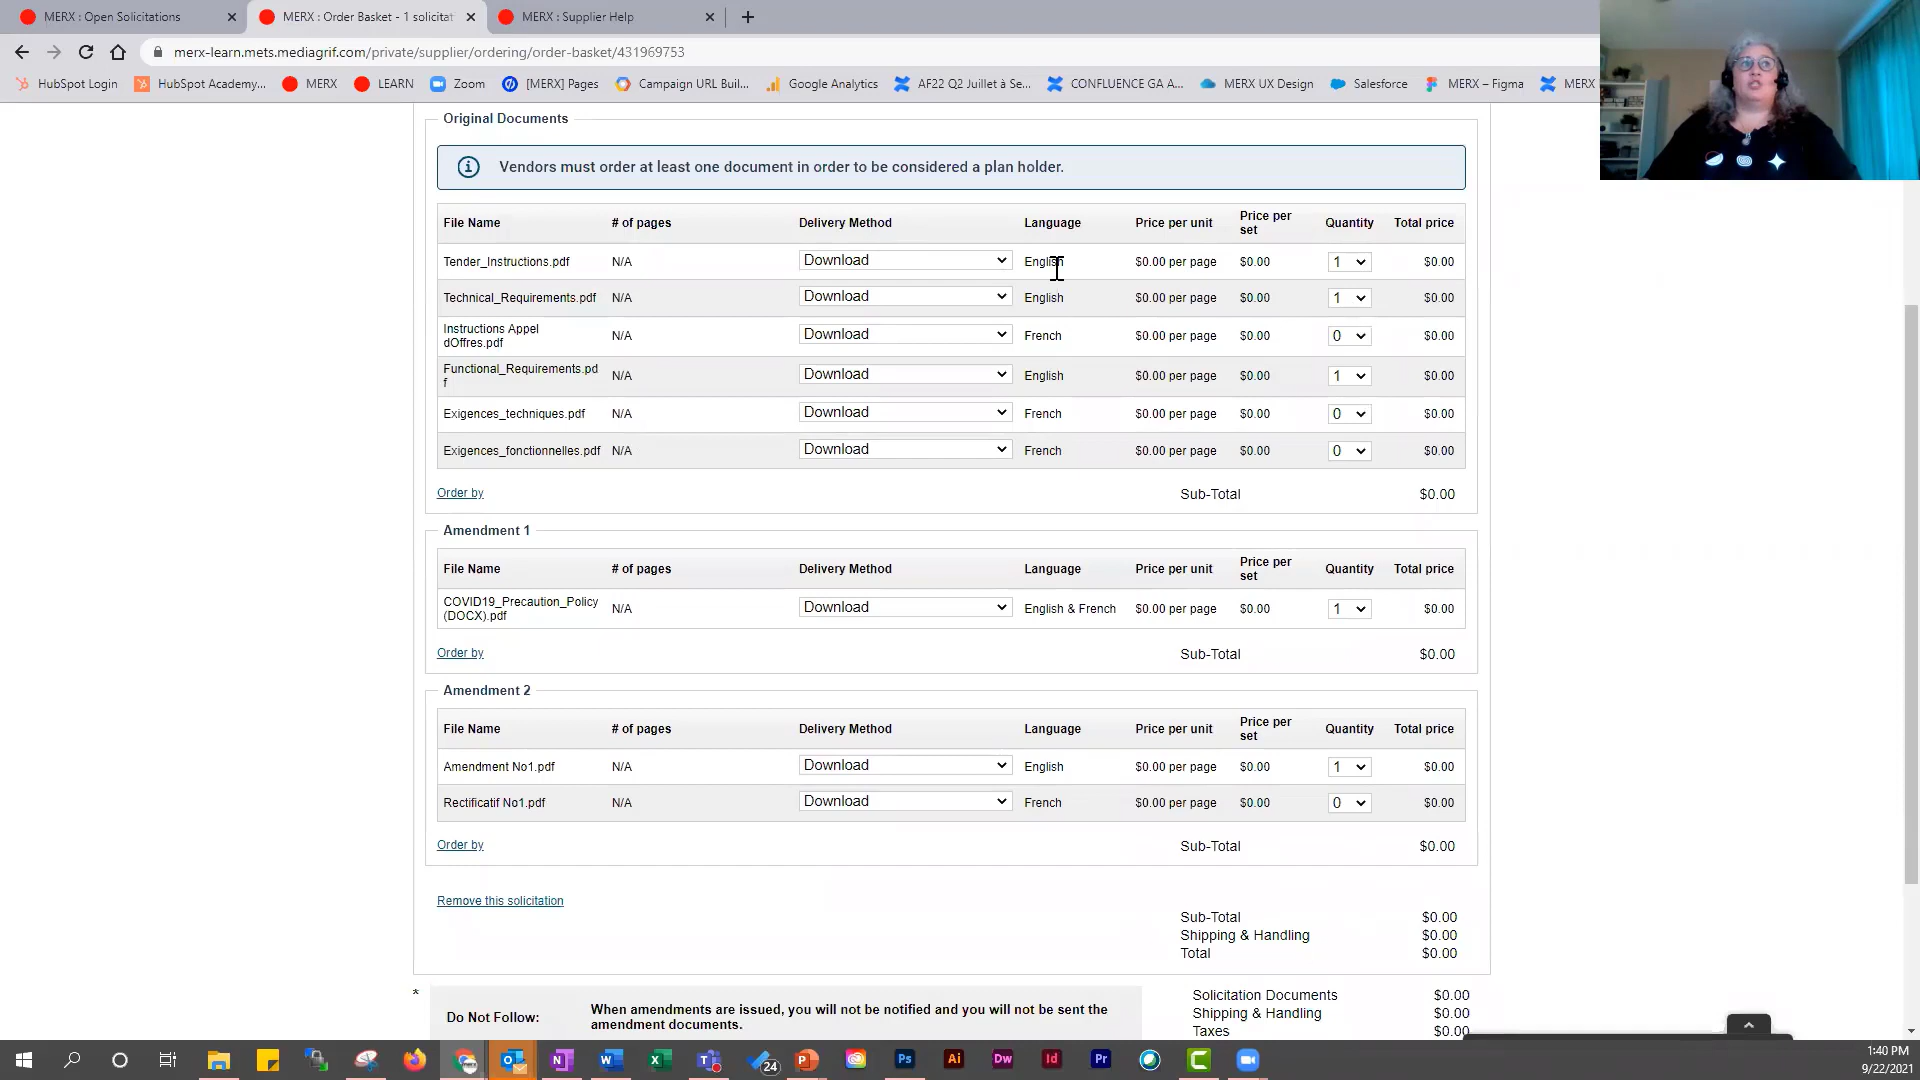 MERX : Open Solicitations
MERX : Order Basket - 1 solicitat
MERX : Supplier Help
merx-learn.mets.mediagrif.com/private/supplier/ordering/order-basket/431969753
HubSpot Login
HubSpot Academy...
MERX
LEARN
Zoom
[MERX] Pages
Campaign URL Buil...
Google Analytics
AF22 Q2 Juillet à Se...
CONFLUENCE GA A...
MERX UX Design
Salesforce
MERX – Figma
MERX
Original Documents
Vendors must order at least one document in order to be considered a plan holder.
File Name # of pages Delivery Method Language Price per unit Price per set Quantity Total price
Tender_Instructions.pdf N/A Download English $0.00 per page $0.00 1 $0.00
Technical_Requirements.pdf N/A Download English $0.00 per page $0.00 1 $0.00
Instructions Appel
dOffres.pdf N/A Download French $0.00 per page $0.00 0 $0.00
Functional_Requirements.pd
f N/A Download English $0.00 per page $0.00 1 $0.00
Exigences_techniques.pdf N/A Download French $0.00 per page $0.00 0 $0.00
Exigences_fonctionnelles.pdf N/A Download French $0.00 per page $0.00 0 $0.00
Order by Sub-Total $0.00
Amendment 1
File Name # of pages Delivery Method Language Price per unit Price per set Quantity Total price
COVID19_Precaution_Policy
(DOCX).pdf N/A Download English & French $0.00 per page $0.00 1 $0.00
Order by Sub-Total $0.00
Amendment 2
File Name # of pages Delivery Method Language Price per unit Price per set Quantity Total price
Amendment No1.pdf N/A Download English $0.00 per page $0.00 1 $0.00
Rectificatif No1.pdf N/A Download French $0.00 per page $0.00 0 $0.00
Order by Sub-Total $0.00
Remove this solicitation
Sub-Total $0.00
Shipping & Handling $0.00
Total $0.00
*
Do Not Follow:
When amendments are issued, you will not be notified and you will not be sent the
amendment documents.
Solicitation Documents $0.00
Shipping & Handling $0.00
Taxes $0.00
24
Ps
Ai
Dw
Id
Pr
1:40 PM
9/22/2021